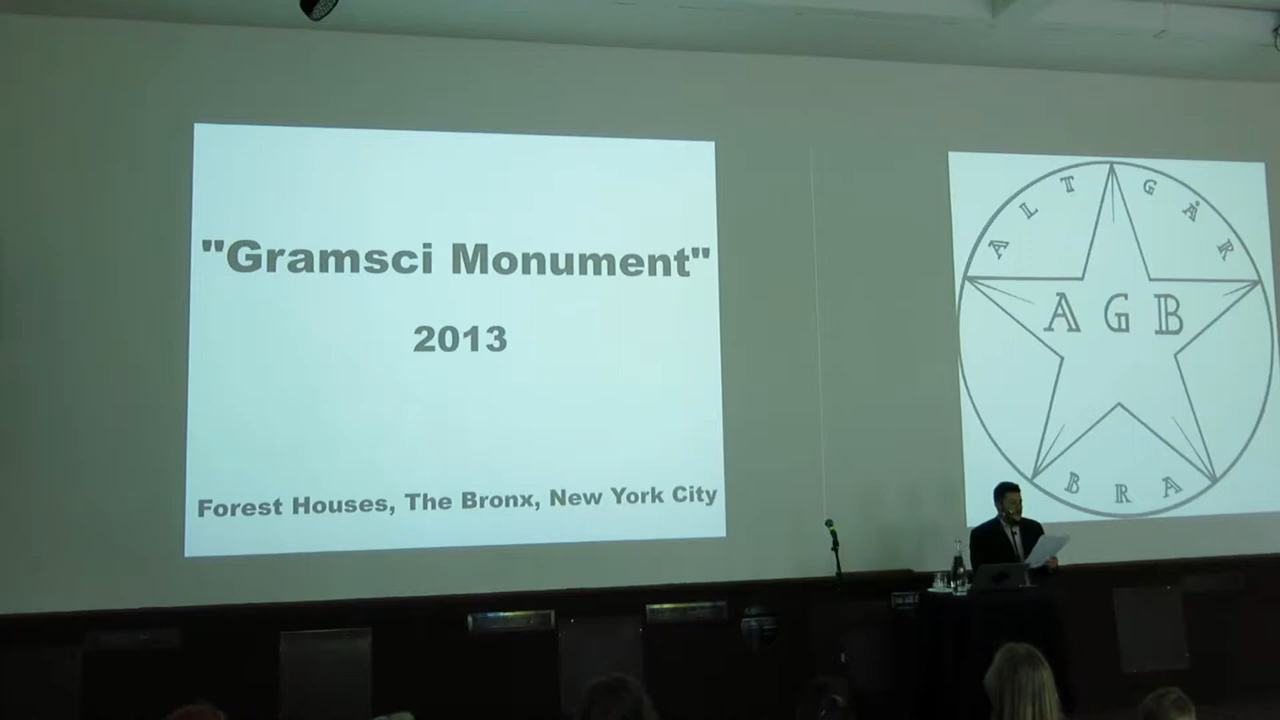 "Gramsci Monument"
2013
Forest Houses, The Bronx, New York City
ALT GÅR
AGB
BRA